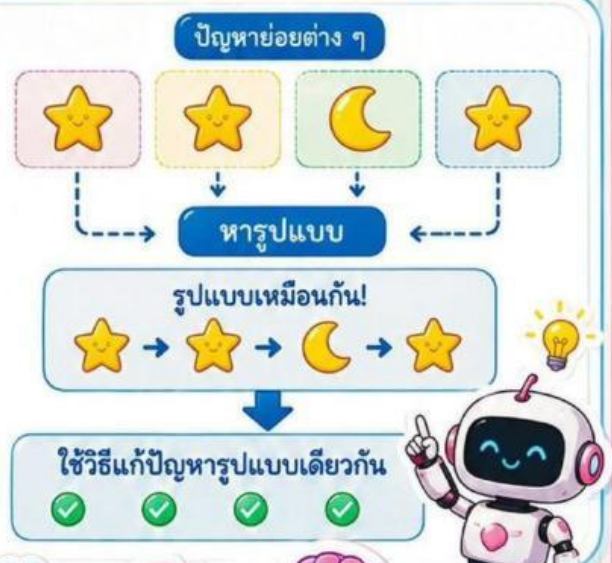 ปัญหาย่อยต่าง ๆ
หารูปแบบ
รูปแบบเหมือนกัน!
ใช้วิธีแก้ปัญหารูปแบบเดียวกัน